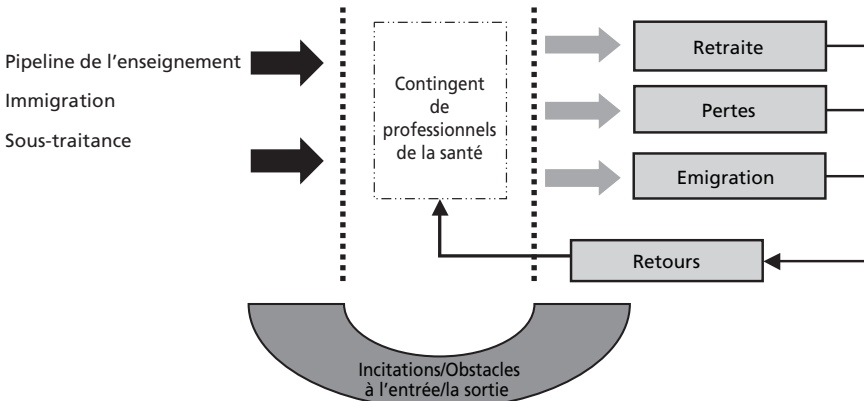 Pipeline de l’enseignement
Immigration
Sous-traitance
Contingent
de
professionnels
de la santé
Retraite
Pertes
Emigration
Retours
Incitations/Obstacles
à l’entrée/la sortie